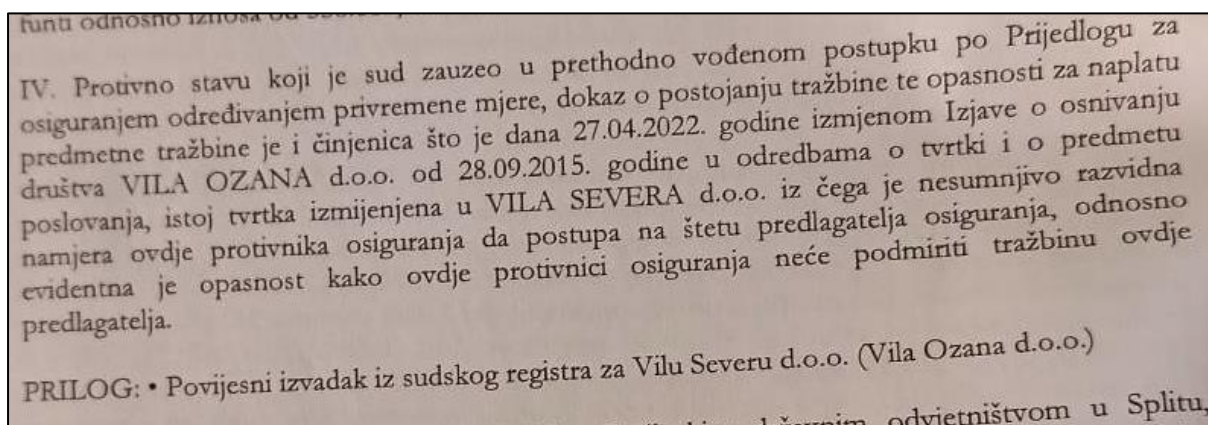 funti odnosno iznosa od
IV. Protivno stavu koji je sud zauzeo u prethodno vođenom postupku po Prijedlogu za
osiguranjem određivanjem privremene mjere, dokaz o postojanju tražbine te opasnosti za naplatu
predmetne tražbine je i činjenica što je dana 27.04.2022. godine izmjenom Izjave o osnivanju
društva VILA OZANA d.o.o. od 28.09.2015. godine u odredbama o tvrtki i o predmetu
poslovanja, istoj tvrtka izmijenjena u VILA SEVERA d.o.o. iz čega je nesumnjivo razvidna
namjera ovdje protivnika osiguranja da postupa na štetu predlagatelja osiguranja, odnosno
evidentna je opasnost kako ovdje protivnici osiguranja neće podmiriti tražbinu ovdje
predlagatelja.
PRILOG: • Povijesni izvadak iz sudskog registra za Vilu Severu d.o.o. (Vila Ozana d.o.o.)
odvjetništvom u Splitu,